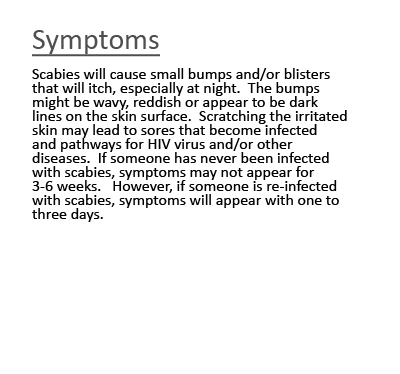 Symptoms
Scabies will cause small bumps and/or blisters
that will itch, especially at night.  The bumps
might be wavy, reddish or appear to be dark
lines on the skin surface.  Scratching the irritated
skin may lead to sores that become infected
and pathways for HIV virus and/or other
diseases.  If someone has never been infected
with scabies, symptoms may not appear for
3-6 weeks.   However, if someone is re-infected
with scabies, symptoms will appear with one to
three days.